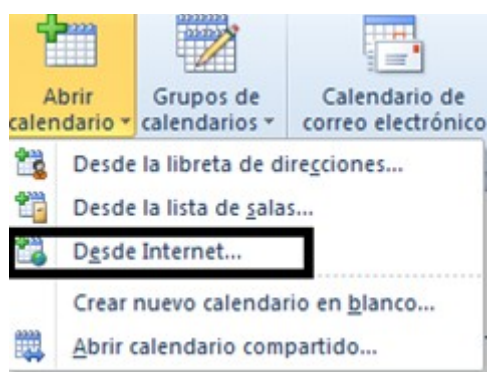 Abrir calendario
Grupos de calendarios
Calendario de correo electrónico
Desde la libreta de direcciones...
Desde la lista de salas...
Desde Internet...
Crear nuevo calendario en blanco...
Abrir calendario compartido...